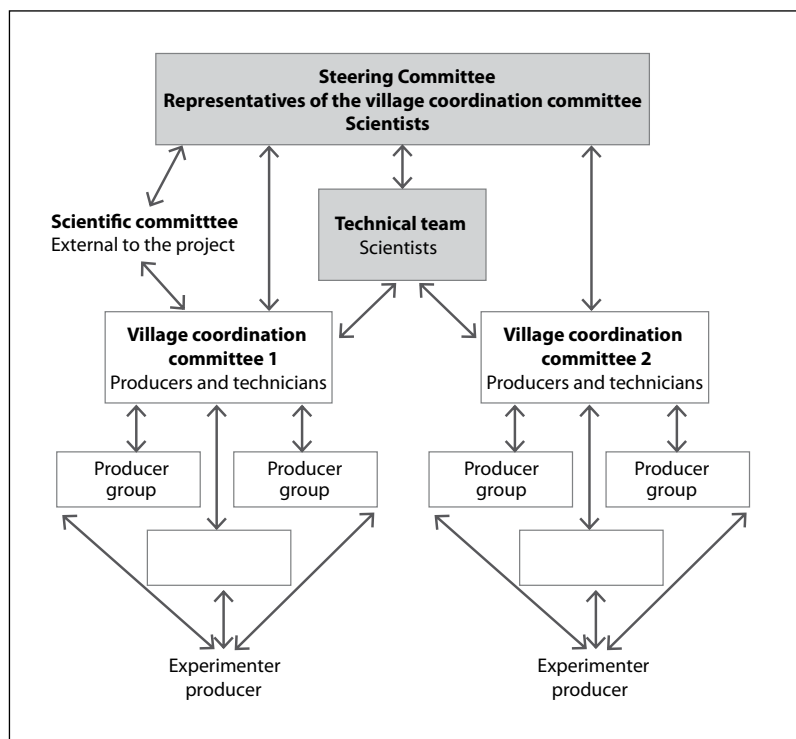 Steering Committee
Representatives of the village coordination committee
Scientists
Scientific committtee
External to the project
Technical team
Scientists
Village coordination
committee 1
Producers and technicians
Village coordination
committee 2
Producers and technicians
Producer
group
Producer
group
Producer
group
Producer
group
Experimenter
producer
Experimenter
producer